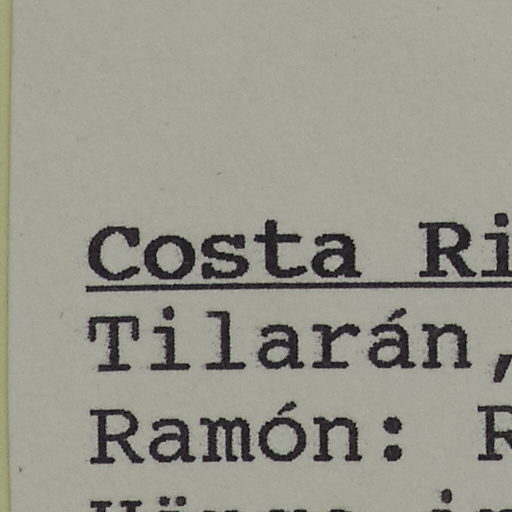 Costa Ri
Tilarán,
Ramón: R